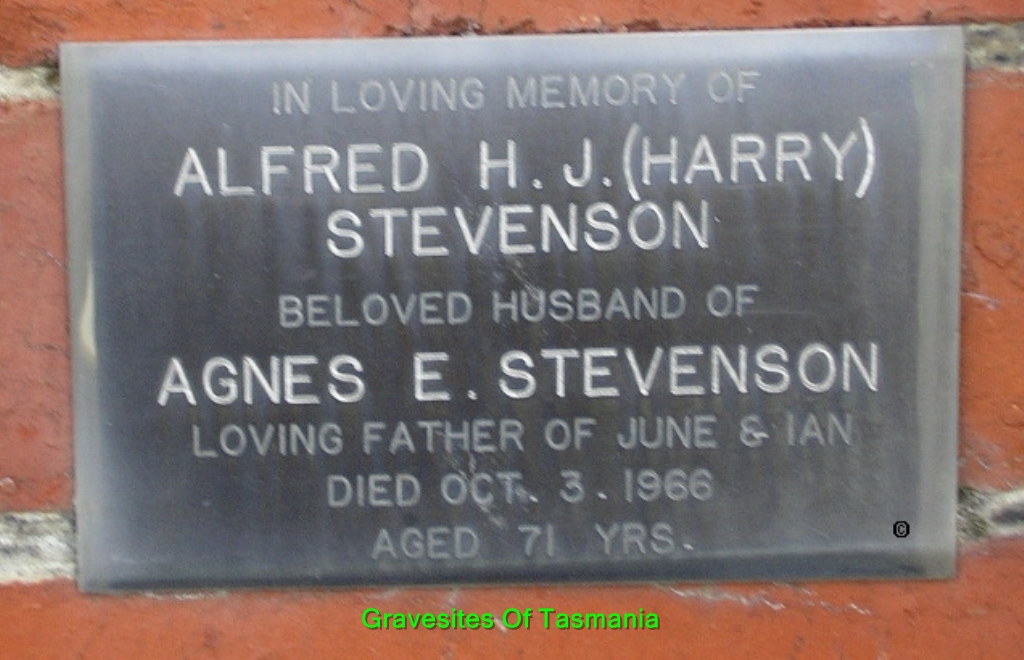 IN LOVING MEMORY OF
ALFRED H. J. (HARRY)
STEVENSON
BELOVED HUSBAND OF
AGNES E. STEVENSON
LOVING FATHER OF JUNE & IAN
DIED OCT. 3. 1966
AGED 71 YRS.
©
Gravesites Of Tasmania